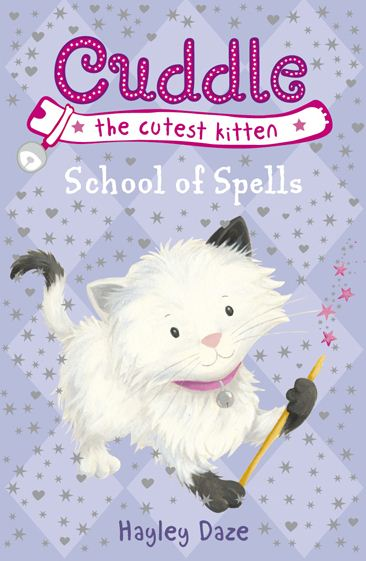 Cuddle
the cutest kitten
School of Spells
Hayley Daze